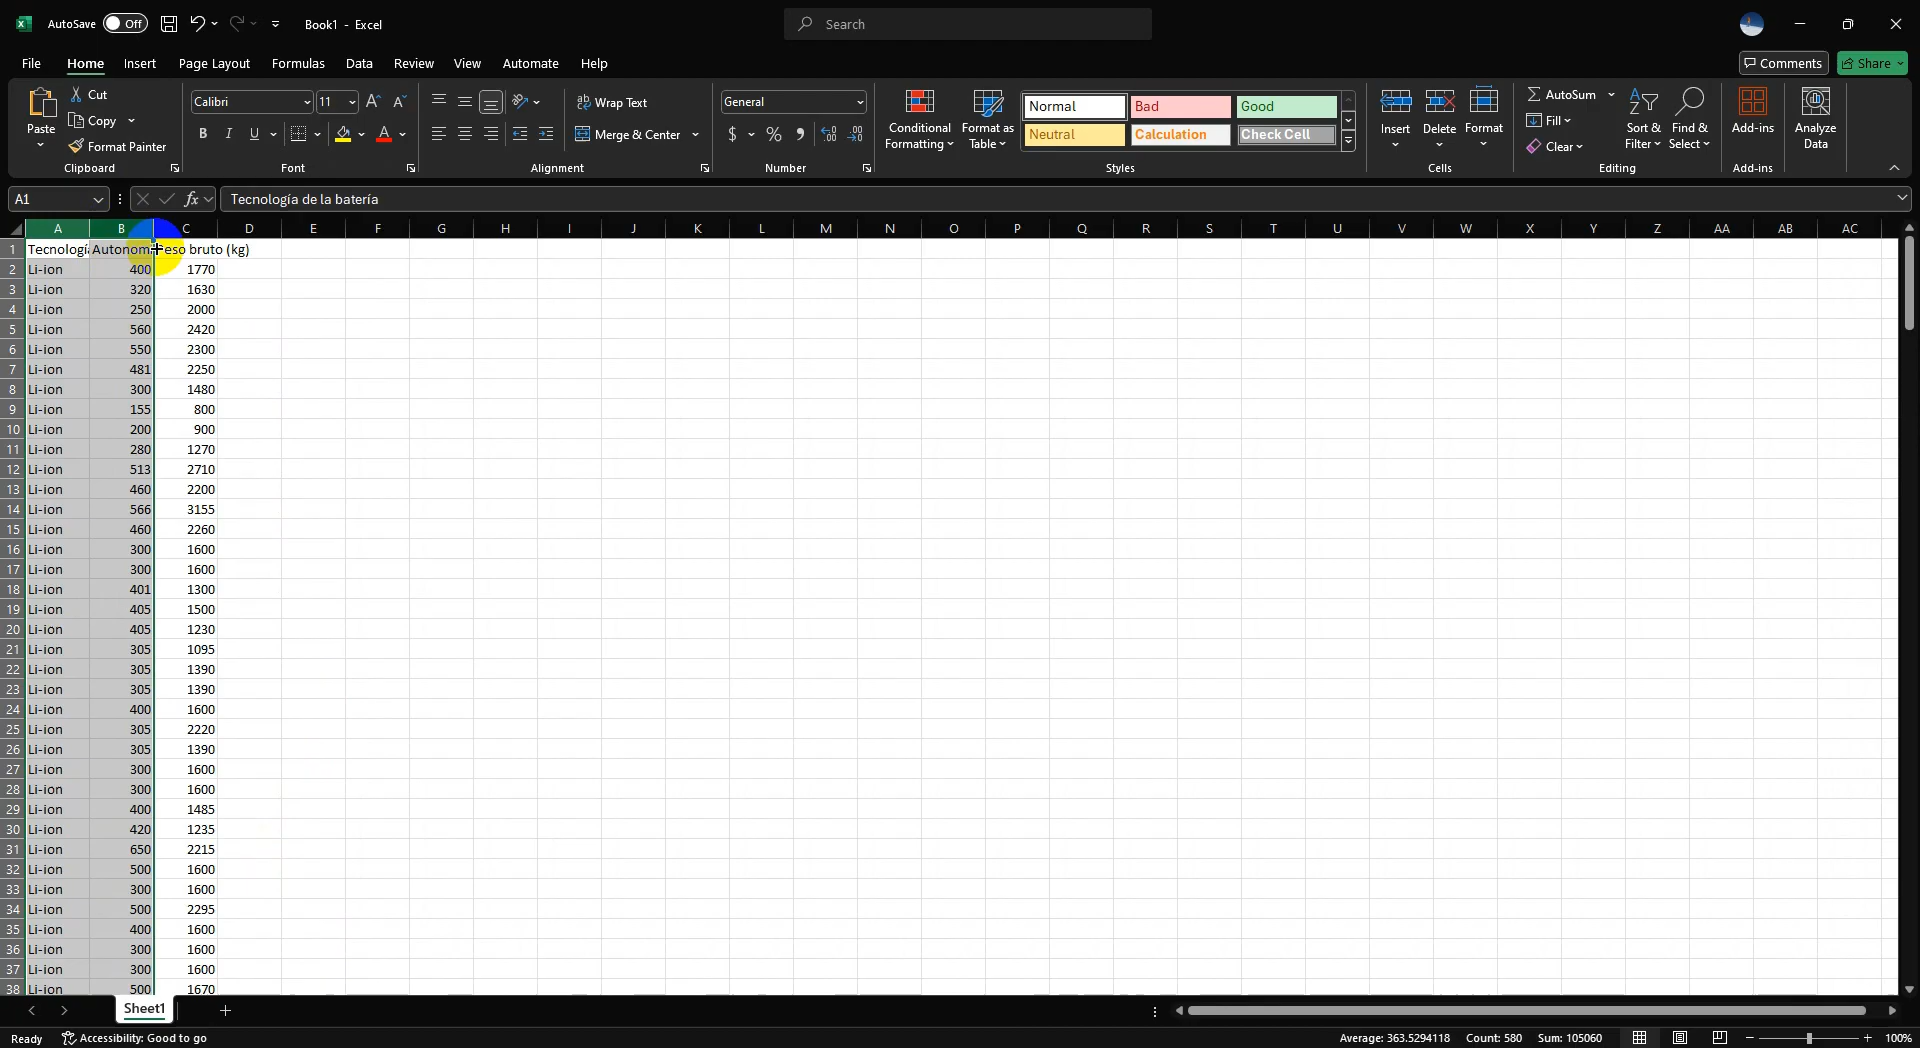 AutoSave Off Book1 - Excel Search
File Home Insert Page Layout Formulas Data Review View Automate Help Comments Share
Paste Cut Copy Format Painter Clipboard
Calibri 11 B I U Font
Wrap Text Merge & Center Alignment
General $ % , Number
Conditional Formatting Format as Table Normal Bad Good Neutral Calculation Check Cell Styles
Insert Delete Format Cells
AutoSum Fill Clear Sort & Filter Find & Select Editing
Add-ins Add-ins
Analyze Data
A1 fx Tecnología de la batería
A B C D E F G H I J K L M N O P Q R S T U V W X Y Z AA AB AC
1 Tecnología Autonom eso bruto (kg)
2 Li-ion 400 1770
3 Li-ion 320 1630
4 Li-ion 250 2000
5 Li-ion 560 2420
6 Li-ion 550 2300
7 Li-ion 481 2250
8 Li-ion 300 1480
9 Li-ion 155 800
10 Li-ion 200 900
11 Li-ion 280 1270
12 Li-ion 513 2710
13 Li-ion 460 2200
14 Li-ion 566 3155
15 Li-ion 460 2260
16 Li-ion 300 1600
17 Li-ion 300 1600
18 Li-ion 401 1300
19 Li-ion 405 1500
20 Li-ion 405 1230
21 Li-ion 305 1095
22 Li-ion 305 1390
23 Li-ion 305 1390
24 Li-ion 400 1600
25 Li-ion 305 2220
26 Li-ion 305 1390
27 Li-ion 300 1600
28 Li-ion 300 1600
29 Li-ion 400 1485
30 Li-ion 420 1235
31 Li-ion 650 2215
32 Li-ion 500 1600
33 Li-ion 300 1600
34 Li-ion 500 2295
35 Li-ion 400 1600
36 Li-ion 300 1600
37 Li-ion 300 1600
38 Li-ion 500 1670
Sheet1
Ready Accessibility: Good to go Average: 363.5294118 Count: 580 Sum: 105060 100%